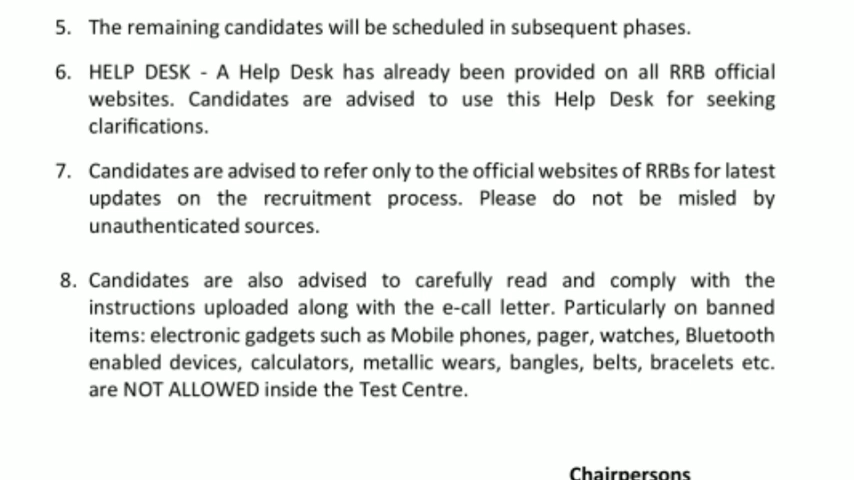 5. The remaining candidates will be scheduled in subsequent phases.
6. HELP DESK - A Help Desk has already been provided on all RRB official
websites. Candidates are advised to use this Help Desk for seeking
clarifications.
7. Candidates are advised to refer only to the official websites of RRBs for latest
updates on the recruitment process. Please do not be misled by
unauthenticated sources.
8. Candidates are also advised to carefully read and comply with the
instructions uploaded along with the e-call letter. Particularly on banned
items: electronic gadgets such as Mobile phones, pager, watches, Bluetooth
enabled devices, calculators, metallic wears, bangles, belts, bracelets etc.
are NOT ALLOWED inside the Test Centre.
Chairpersons